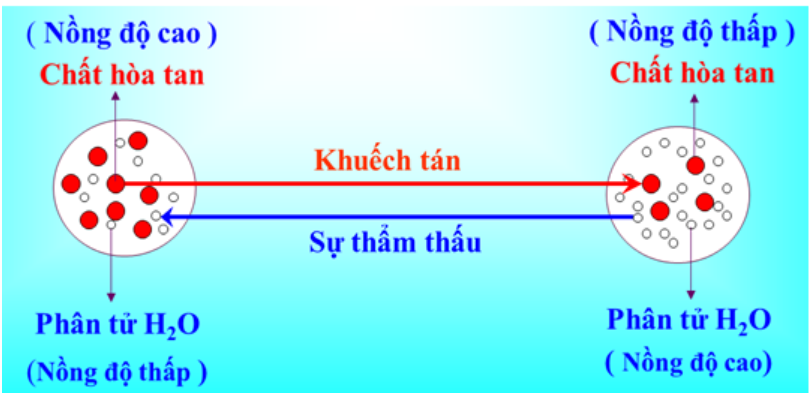 ( Nồng độ cao )
Chất hòa tan
( Nồng độ thấp )
Chất hòa tan
Khuếch tán
Sự thẩm thấu
Phân tử H₂O
(Nồng độ thấp )
Phân tử H₂O
( Nồng độ cao)